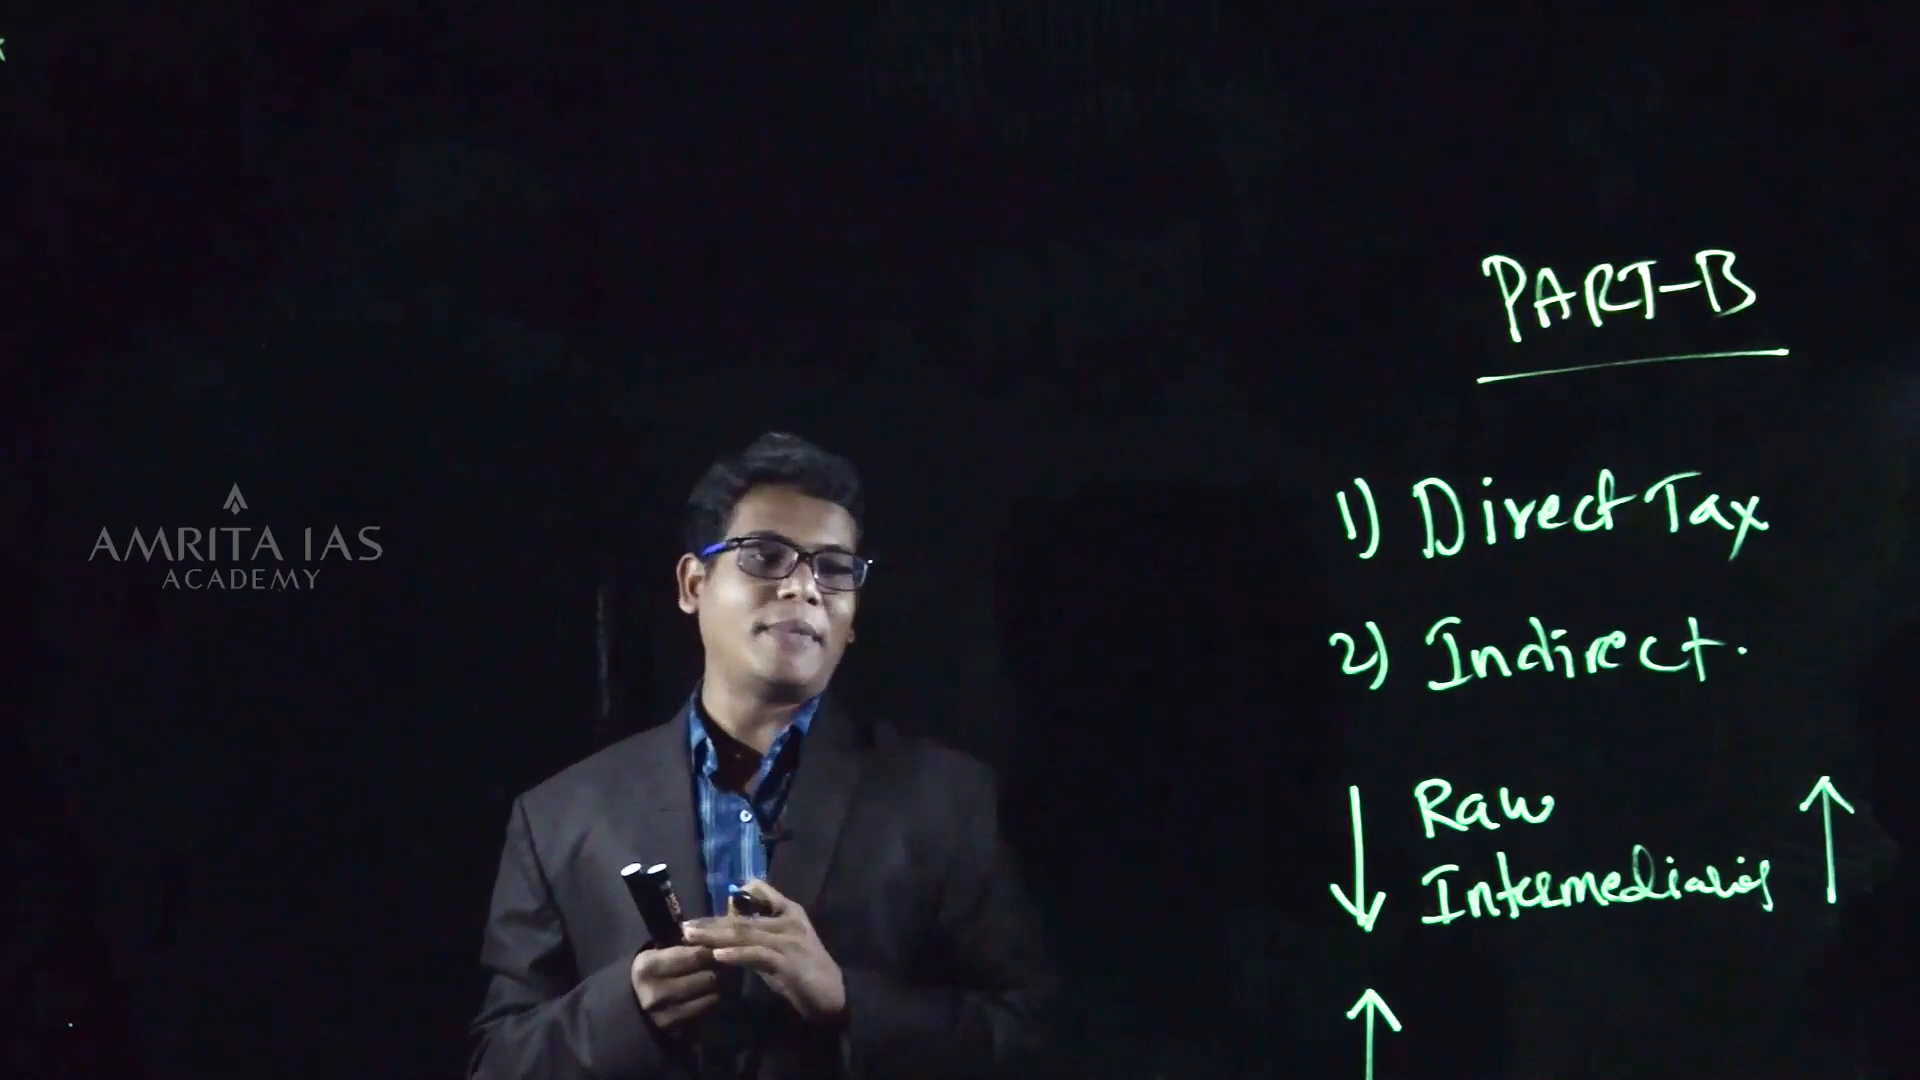 PART-B
1) Direct Tax
2) Indirect.
Raw
Intermediaries
AMRITA IAS
ACADEMY